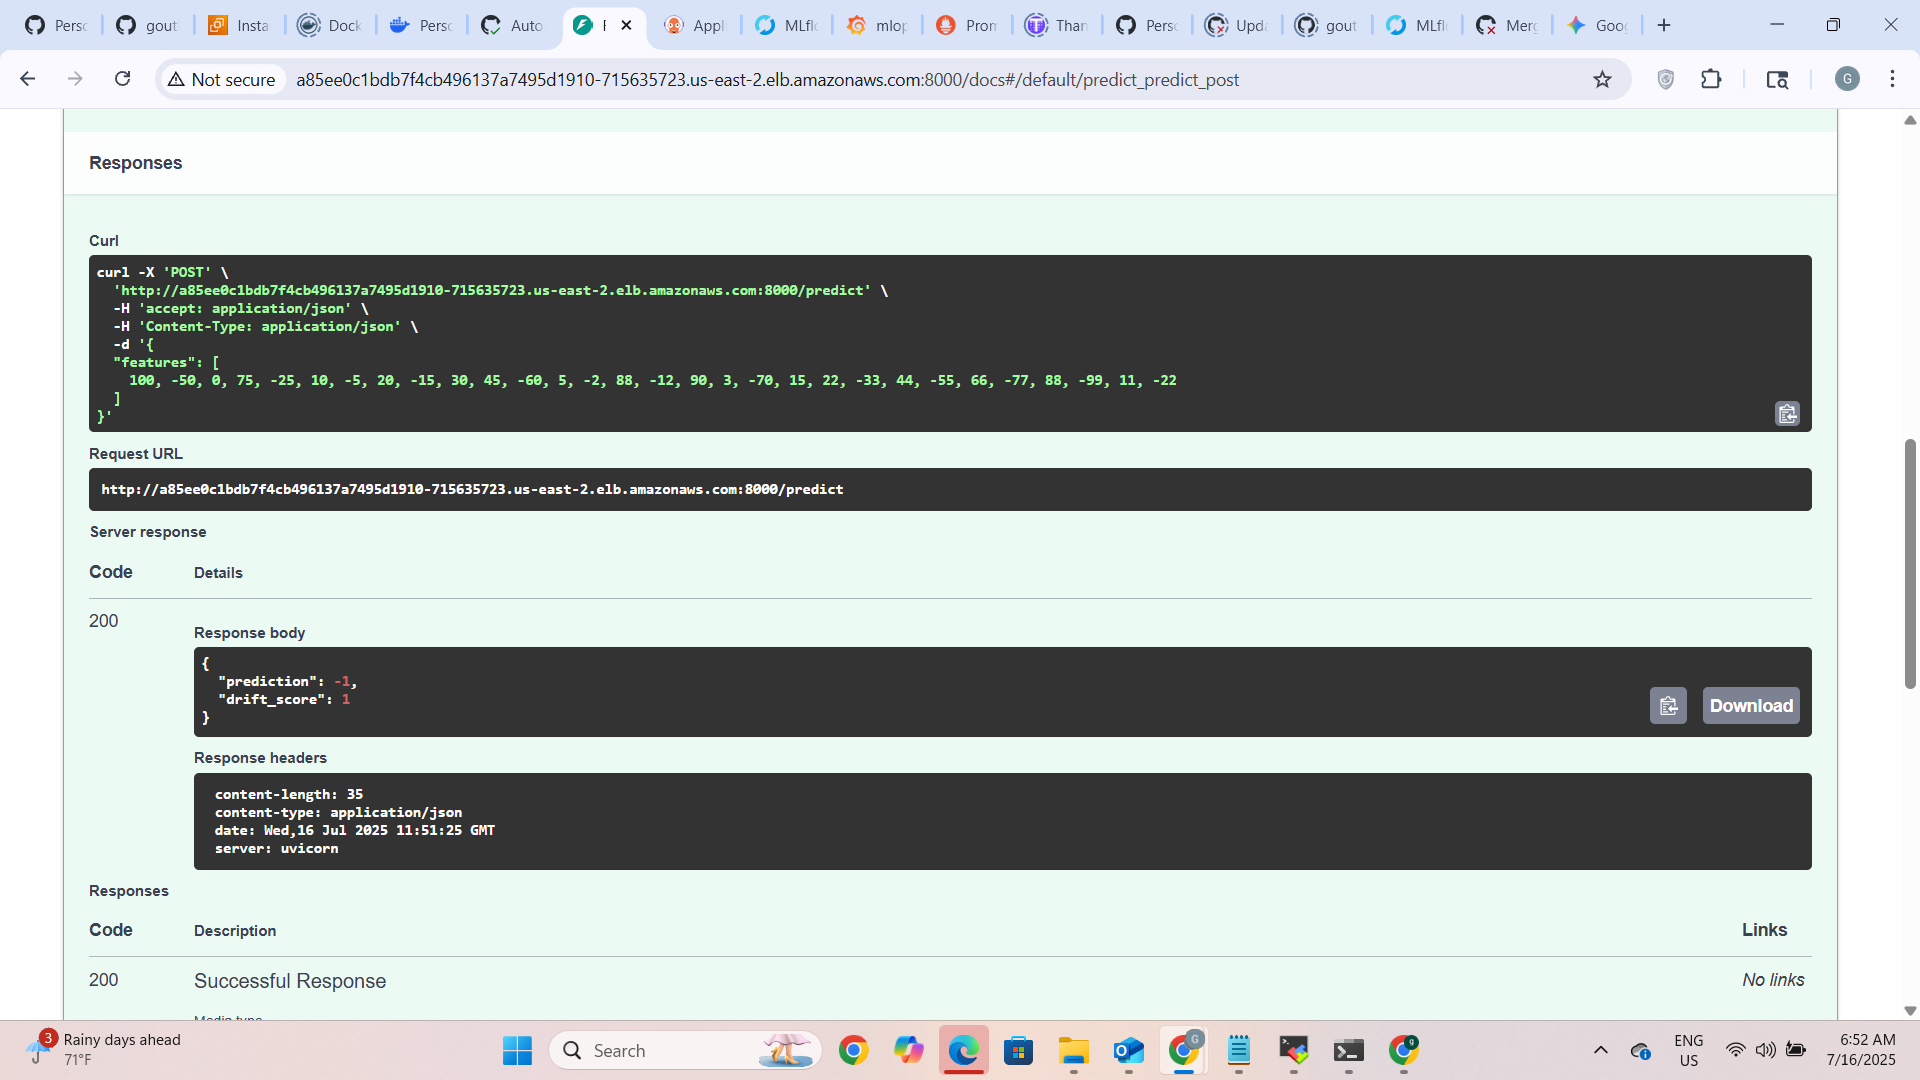 Persc
gout
Insta
Dock
Persc
Auto
F
Appl
MLflo
mlop
Prom
Than
Persc
Upda
gout
MLflo
Merg
Goog
Not secure
a85ee0c1bdb7f4cb496137a7495d1910-715635723.us-east-2.elb.amazonaws.com:8000/docs#/default/predict_predict_post
G
Responses
Curl
curl -X 'POST' \
'http://a85ee0c1bdb7f4cb496137a7495d1910-715635723.us-east-2.elb.amazonaws.com:8000/predict' \
-H 'accept: application/json' \
-H 'Content-Type: application/json' \
-d '{
"features": [
100, -50, 0, 75, -25, 10, -5, 20, -15, 30, 45, -60, 5, -2, 88, -12, 90, 3, -70, 15, 22, -33, 44, -55, 66, -77, 88, -99, 11, -22
]
}'
Request URL
http://a85ee0c1bdb7f4cb496137a7495d1910-715635723.us-east-2.elb.amazonaws.com:8000/predict
Server response
Code Details
200
Response body
{
"prediction": -1,
"drift_score": 1
}
Download
Response headers
content-length: 35
content-type: application/json
date: Wed,16 Jul 2025 11:51:25 GMT
server: uvicorn
Responses
Code Description Links
200 Successful Response No links
Media type
3
Rainy days ahead
71°F
Search
ENG
US
6:52 AM
7/16/2025